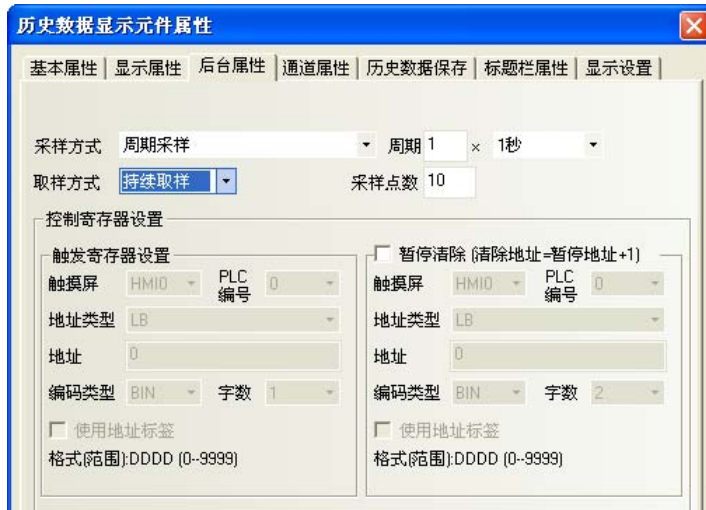 历史数据显示元件属性
基本属性 显示属性 后台属性 通道属性 历史数据保存 标题栏属性 显示设置
采样方式 周期采样 周期 1 × 1秒
取样方式 持续取样 采样点数 10
控制寄存器设置
触发寄存器设置
触摸屏 HMI0 PLC编号 0
地址类型 LB
地址 0
编码类型 BIN 字数 1
使用地址标签
格式(范围):DDDD (0--9999)
暂停清除 (清除地址=暂停地址+1)
触摸屏 HMI0 PLC编号 0
地址类型 LB
地址 0
编码类型 BIN 字数 2
使用地址标签
格式(范围):DDDD (0--9999)